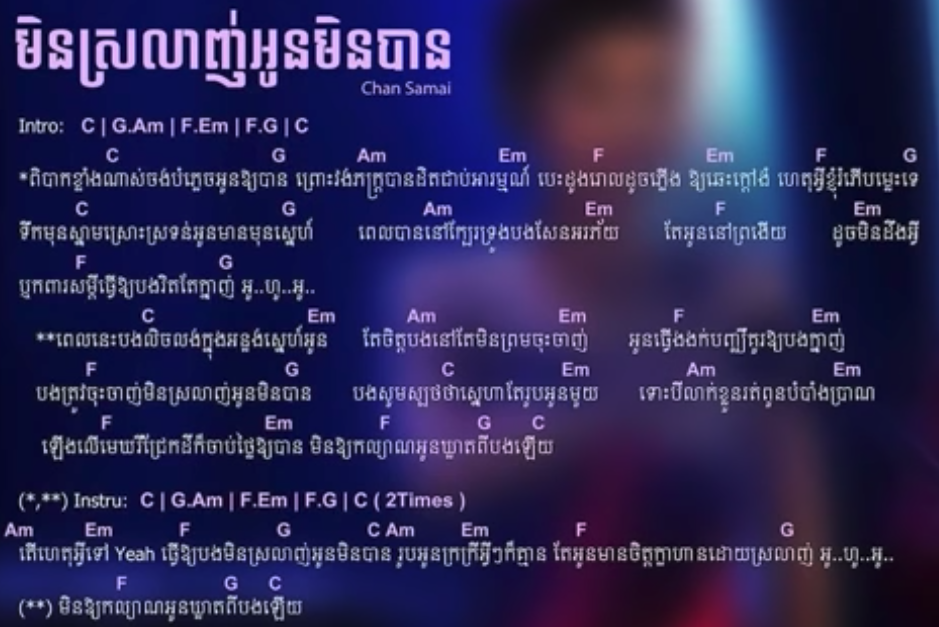 មិនស្រលាញ់អូនមិនបាន
Chan Samai
Intro: C | G.Am | F.Em | F.G | C
C G Am Em F Em F G
*ពិបាកខ្លាំងណាស់ចង់បំភ្លេចអូនឱ្យបាន ព្រោះវង់ភក្ត្របានដិតជាប់អារម្មណ៍ បេះដូងរោលដូចភ្លើង ឱ្យឆេះក្ដៅង៉ំ ហេតុអ្វីខ្ញុំរំភើបម្ល៉េះទេ
C G Am Em F Em
ទឹកមុនស្នាមស្រោះស្រទន់អូនមានមុនស្នេហ៍ ពេលបាននៅក្បែរទ្រូងបងសែនអរភ័យ តែអូននៅព្រងើយ ដូចមិនដឹងអ្វី
F G
ឬកពារសម្ដីធ្វើឱ្យបងរិតតែក្នាញ់ អូ..ហូ..អូ..
C Em Am Em F Em
**ពេលនេះបងលិចលង់ក្នុងអន្លង់ស្នេហ៍អូន តែចិត្តបងនៅតែមិនព្រមចុះចាញ់ អូនធ្វើងងក់បញ្ឈឺគូរឱ្យបងក្នាញ់
F G C Em Am Em
បងត្រូវចុះចាញ់មិនស្រលាញ់អូនមិនបាន បងសូមស្បថថាស្នេហាតែរូបអូនមួយ ទោះបីលាក់ខ្លួនរត់ពួនបំបាំងប្រាណ
F Em F G C
ឡើងលើមេឃរឺជ្រែកដីក៏ចាប់ថ្លៃឱ្យបាន មិនឱ្យកល្យាណអូនឃ្លាតពីបងឡើយ
(*,**) Instru: C | G.Am | F.Em | F.G | C ( 2Times )
Am Em F G C Am Em F G
តើហេតុអ្វីទៅ Yeah ធ្វើឱ្យបងមិនស្រលាញ់អូនមិនបាន រូបអូនក្រក្រីអ្វីៗក៏គ្មាន តែអូនមានចិត្តក្លាហានដោយស្រលាញ់ អូ..ហូ..អូ..
F G C
(**) មិនឱ្យកល្យាណអូនឃ្លាតពីបងឡើយ